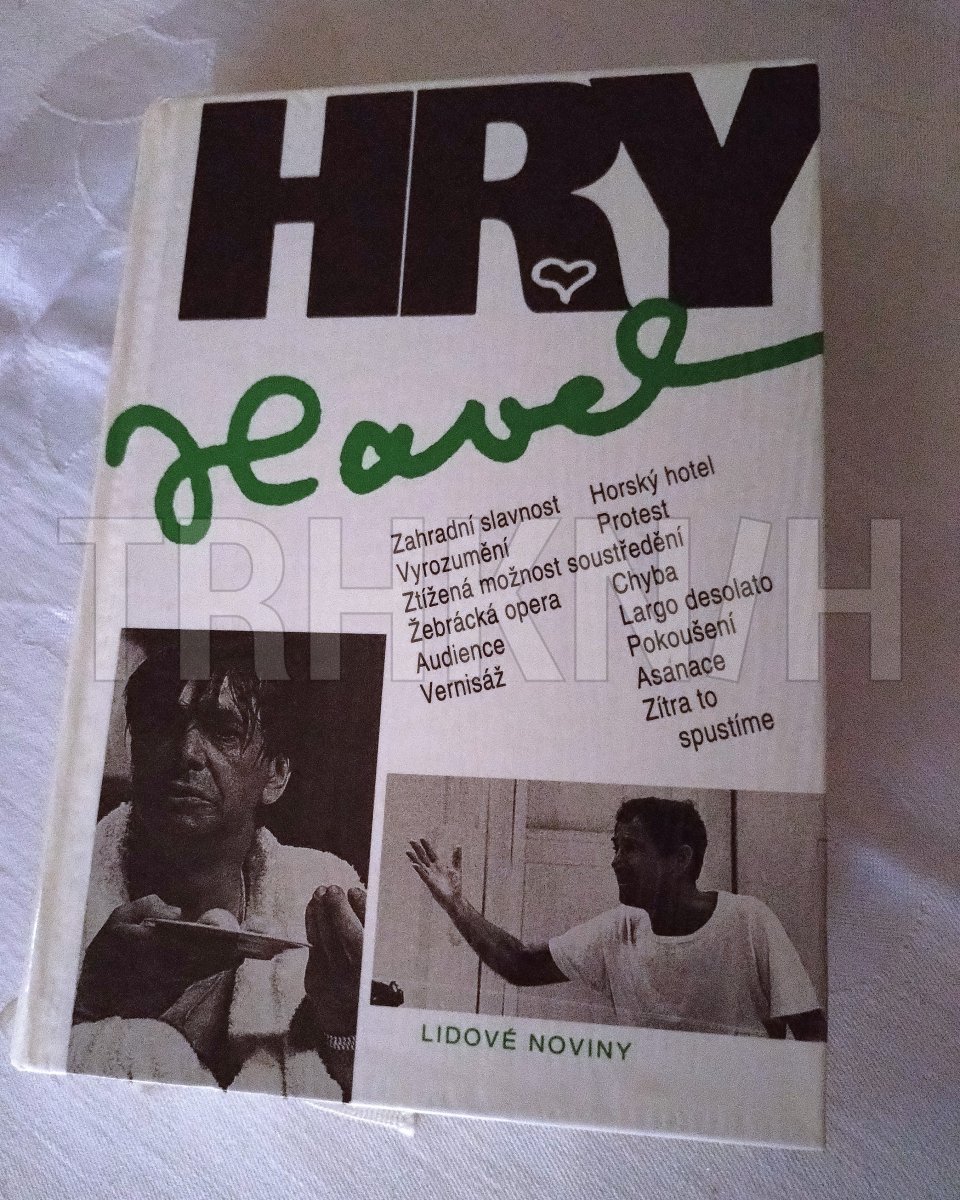 HRY
Havel
Zahradní slavnost
Vyrozumění
Ztížená možnost soustředění
Žebrácká opera
Audience
Vernisáž
Horský hotel
Protest
Chyba
Largo desolato
Pokoušení
Asanace
Zítra to
spustíme
TRHKNIH
LIDOVÉ NOVINY